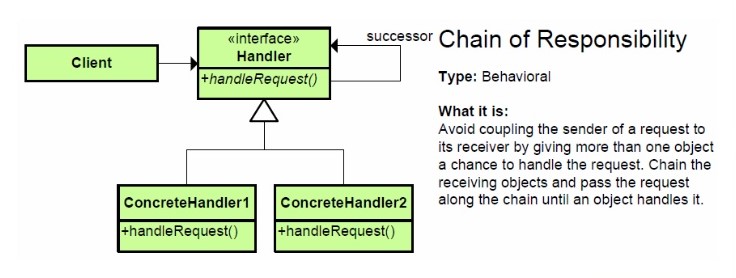 Client
«interface»
Handler
+handleRequest()
successor
ConcreteHandler1
+handleRequest()
ConcreteHandler2
+handleRequest()
Chain of Responsibility
Type: Behavioral
What it is:
Avoid coupling the sender of a request to
its receiver by giving more than one object
a chance to handle the request. Chain the
receiving objects and pass the request
along the chain until an object handles it.